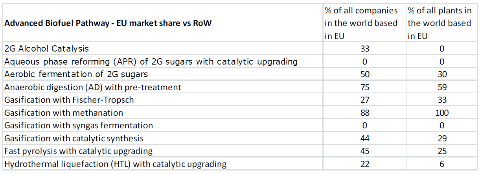 Advanced Biofuel Pathway - EU market share vs RoW % of all companies in the world based in EU % of all plants in the world based in EU
2G Alcohol Catalysis 33 0
Aqueous phase reforming (APR) of 2G sugars with catalytic upgrading 0 0
Aerobic fermentation of 2G sugars 50 30
Anaerobic digestion (AD) with pre-treatment 75 59
Gasification with Fischer-Tropsch 27 33
Gasification with methanation 88 100
Gasification with syngas fermentation 0 0
Gasification with catalytic synthesis 44 29
Fast pyrolysis with catalytic upgrading 45 25
Hydrothermal liquefaction (HTL) with catalytic upgrading 22 6